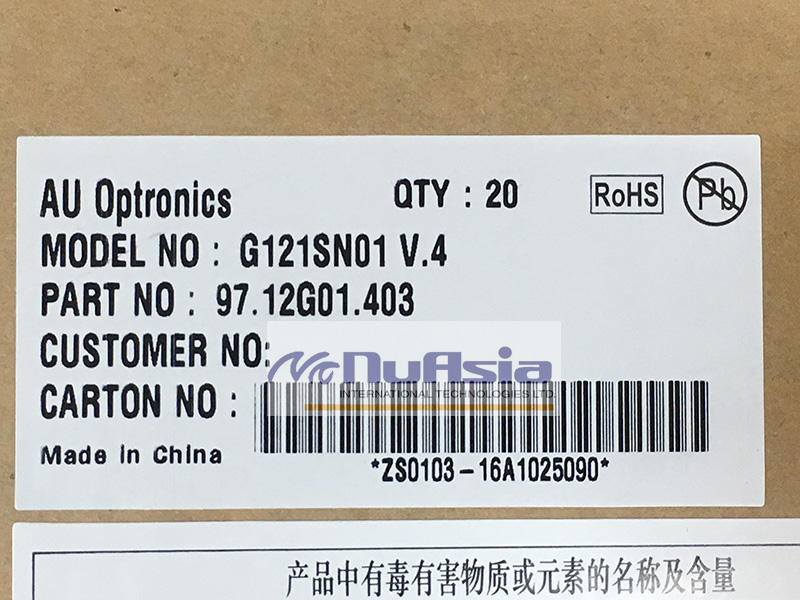 AU Optronics QTY : 20 RoHS Pb
MODEL NO : G121SN01 V.4
PART NO : 97.12G01.403
CUSTOMER NO:
NuAsia
INTERNATIONAL TECHNOLOGIES LTD.
CARTON NO :
Made in China
*ZS0103-16A1025090*
产品中有毒有害物质或元素的名称及含量